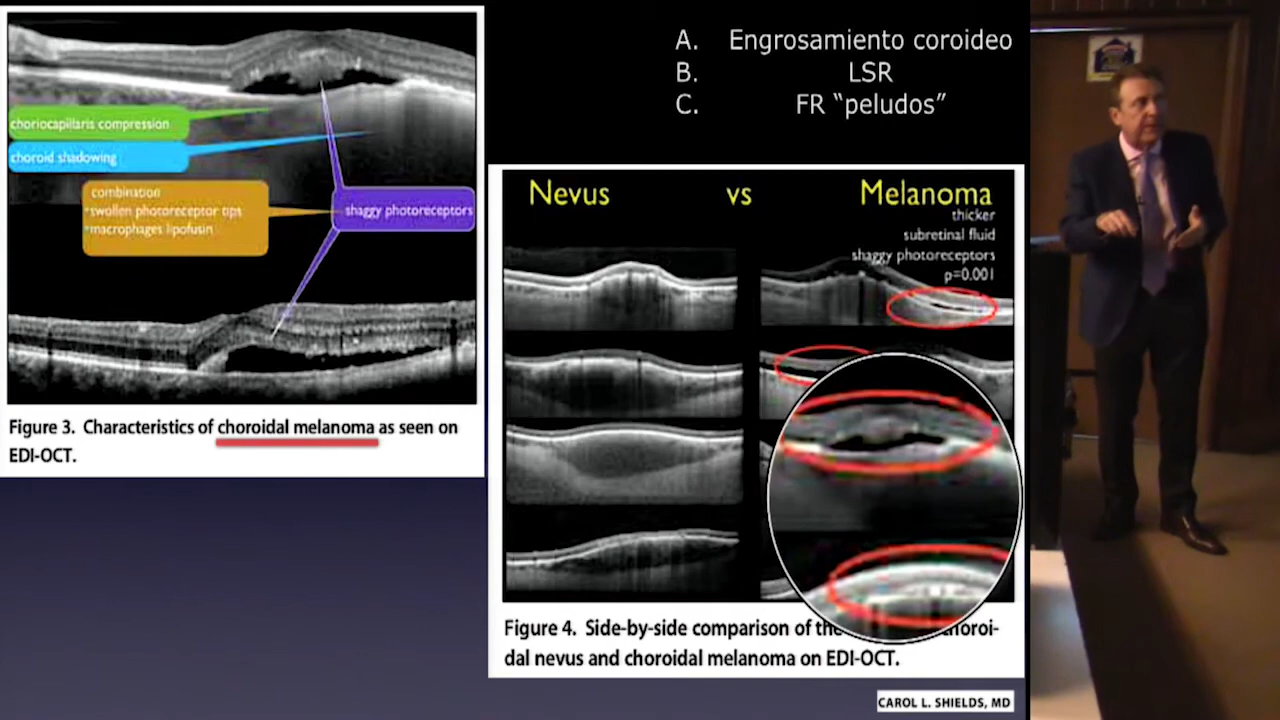 choriocapillaris compression
choroid shadowing
combination
*swollen photoreceptor tips
*macrophages lipofusin
shaggy photoreceptors
Figure 3. Characteristics of choroidal melanoma as seen on
EDI-OCT.
A. Engrosamiento coroideo
B. LSR
C. FR “peludos”
Nevus vs Melanoma
thicker
subretinal fluid
shaggy photoreceptors
p=0.001
Figure 4. Side-by-side comparison of
dal nevus and choroidal melanoma on EDI-OCT.
CAROL L. SHIELDS, MD